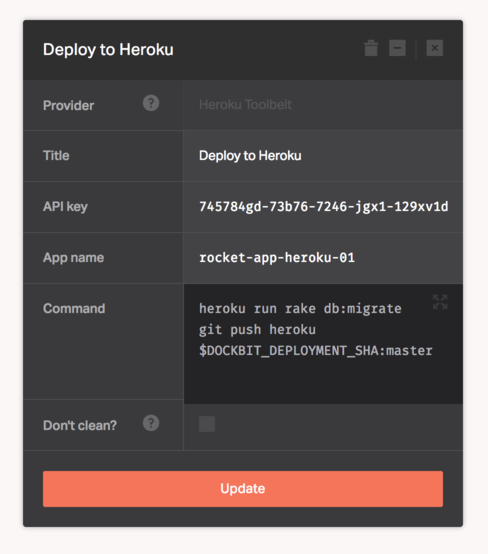 Deploy to Heroku
Provider ? Heroku Toolbelt
Title Deploy to Heroku
API key 745784gd-73b76-7246-jgx1-129xv1d
App name rocket-app-heroku-01
Command heroku run rake db:migrate
git push heroku
$DOCKBIT_DEPLOYMENT_SHA:master
Don't clean? ?
Update